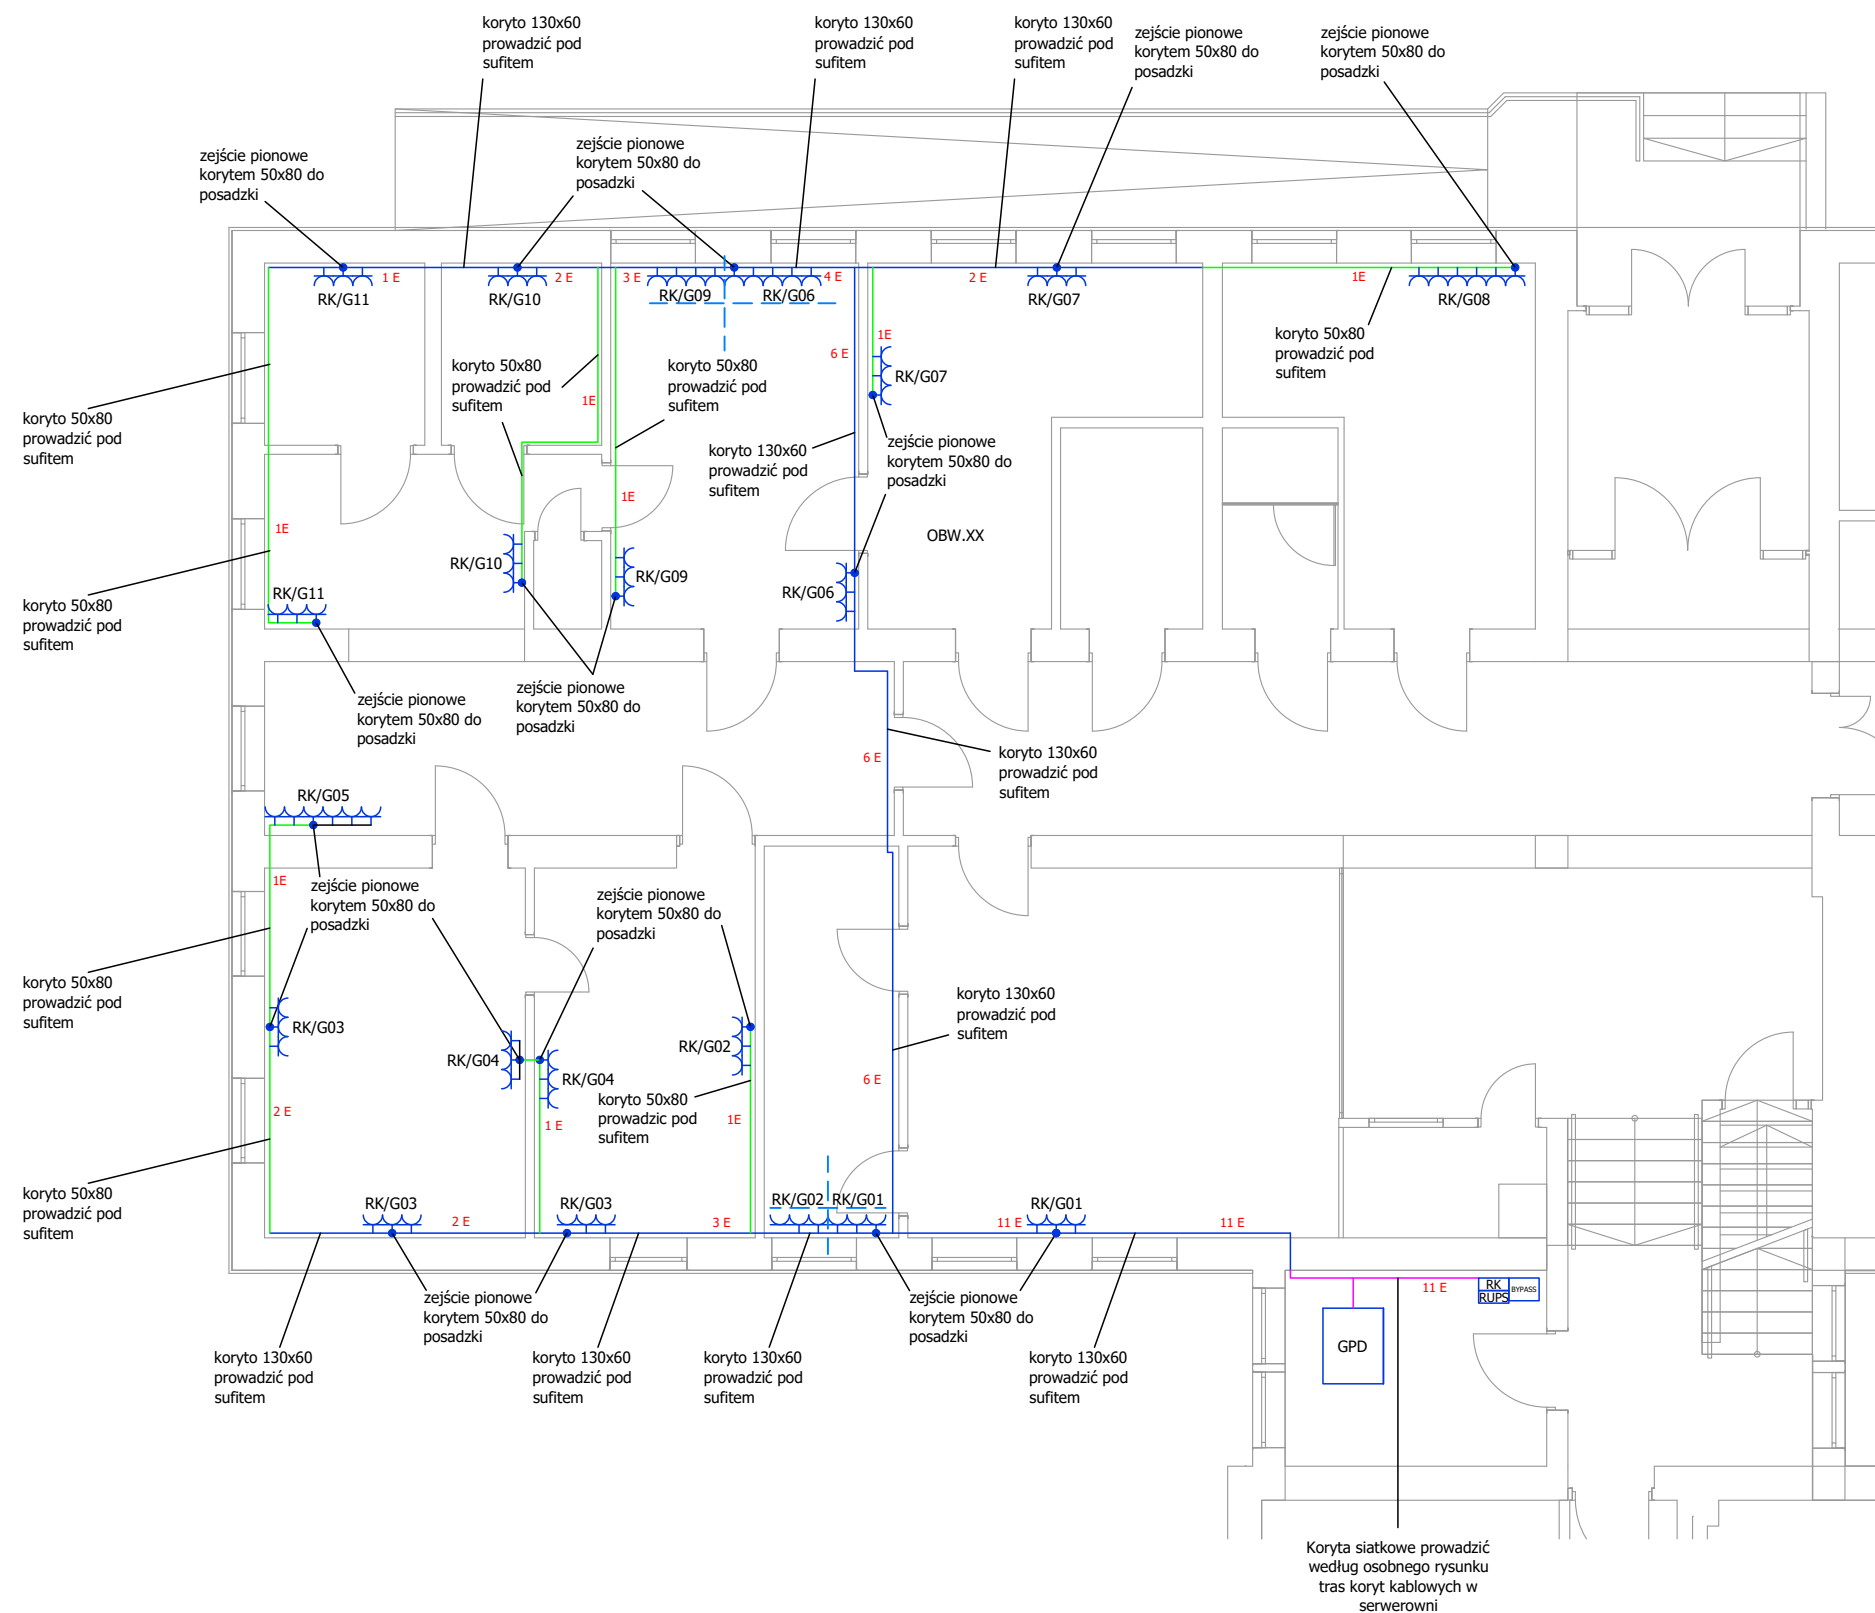 koryto 130x60
prowadzić pod
sufitem
koryto 130x60
prowadzić pod
sufitem
koryto 130x60
prowadzić pod
sufitem
zejście pionowe
korytem 50x80 do
posadzki
zejście pionowe
korytem 50x80 do
posadzki
zejście pionowe
korytem 50x80 do
posadzki
zejście pionowe
korytem 50x80 do
posadzki
1 E
2 E
3 E
4 E
2 E
1E
RK/G11
RK/G10
RK/G09
RK/G06
RK/G07
RK/G08
koryto 50x80
prowadzić pod
sufitem
1E
6 E
koryto 50x80
prowadzić pod
sufitem
koryto 50x80
prowadzić pod
sufitem
RK/G07
1E
koryto 50x80
prowadzić pod
sufitem
koryto 130x60
prowadzić pod
sufitem
zejście pionowe
korytem 50x80 do
posadzki
1E
1E
OBW.XX
RK/G10
RK/G09
RK/G06
RK/G11
koryto 50x80
prowadzić pod
sufitem
zejście pionowe
korytem 50x80 do
posadzki
zejście pionowe
korytem 50x80 do
posadzki
6 E
koryto 130x60
prowadzić pod
sufitem
RK/G05
1E
zejście pionowe
korytem 50x80 do
posadzki
zejście pionowe
korytem 50x80 do
posadzki
koryto 50x80
prowadzić pod
sufitem
koryto 130x60
prowadzić pod
sufitem
RK/G03
RK/G04
RK/G04
RK/G02
6 E
koryto 50x80
prowadzic pod
sufitem
2 E
1 E
1E
koryto 50x80
prowadzić pod
sufitem
RK/G03
RK/G03
RK/G02
RK/G01
RK/G01
2 E
3 E
11 E
11 E
zejście pionowe
korytem 50x80 do
posadzki
zejście pionowe
korytem 50x80 do
posadzki
11 E
RK
RUPS
BYPASS
GPD
koryto 130x60
prowadzić pod
sufitem
koryto 130x60
prowadzić pod
sufitem
koryto 130x60
prowadzić pod
sufitem
koryto 130x60
prowadzić pod
sufitem
Koryta siatkowe prowadzić
według osobnego rysunku
tras koryt kablowych w
serwerowni